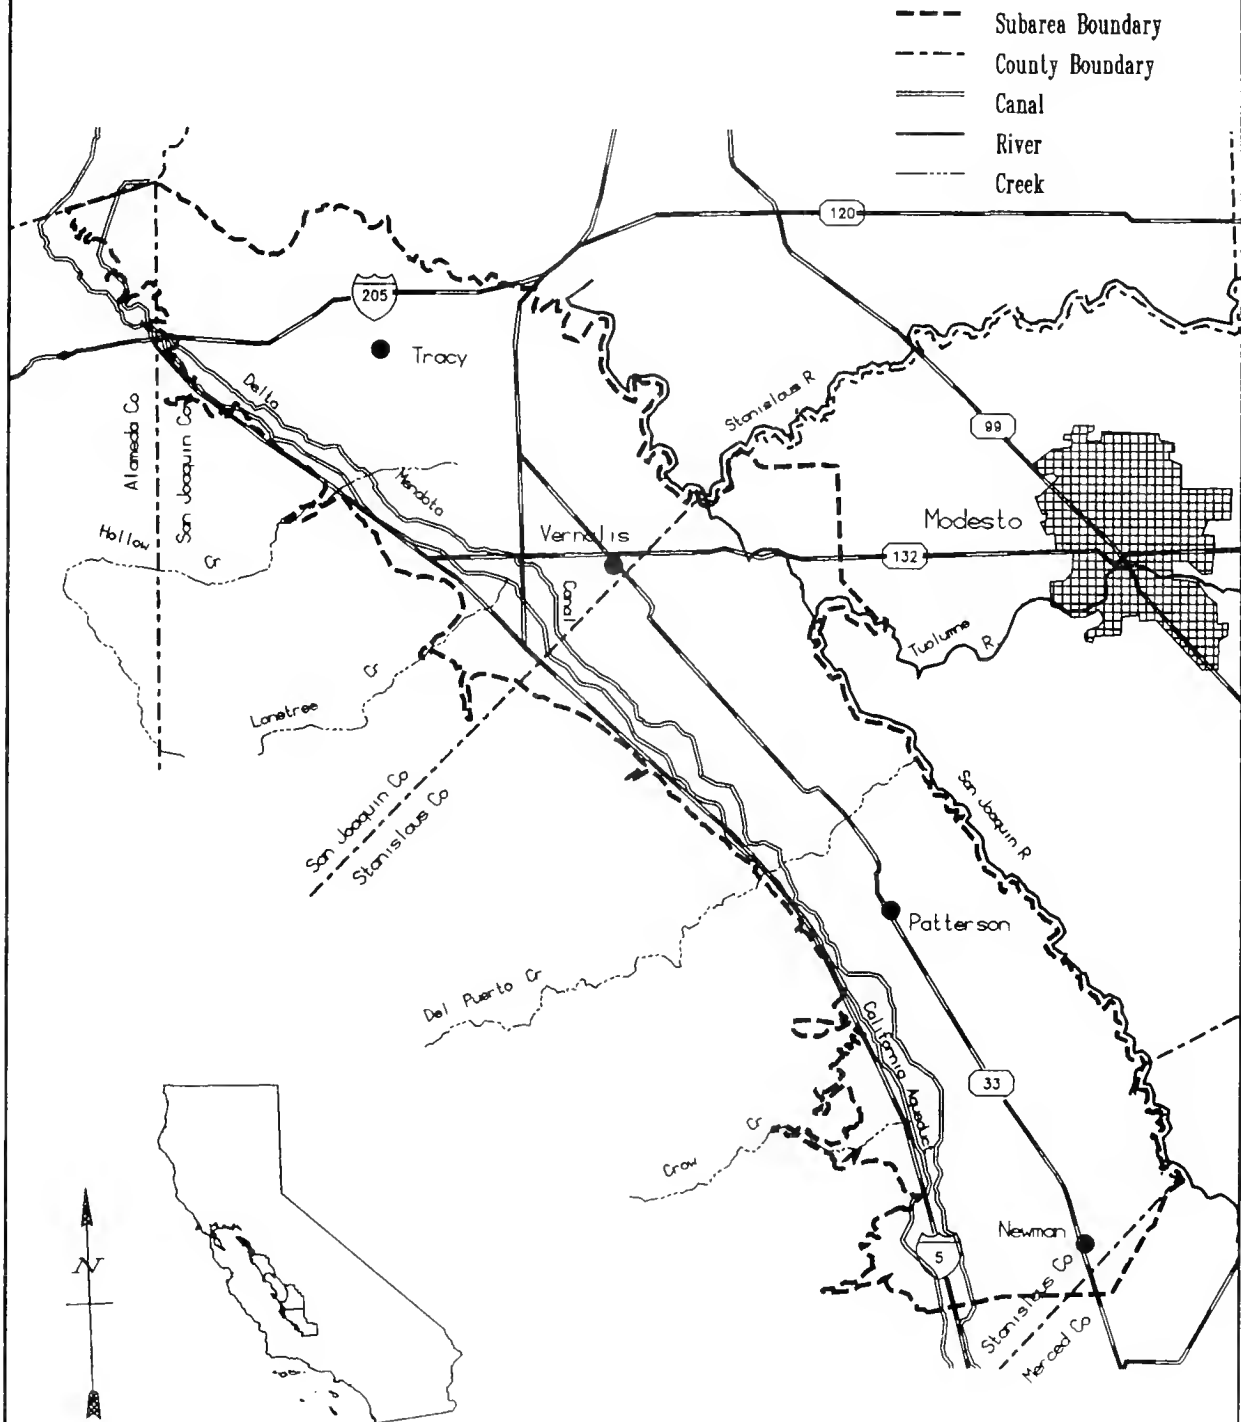 Subarea Boundary
County Boundary
Canal
River
Creek
120
205
Tracy
Delta
Stanislaus R
99
Alameda Co
San Joaquin Co
Mendota
Modesto
Hollow
Cr
Vernalis
132
Canal
Tuolumne
R.
Cr
Lonetree
San Joaquin Co
Stanislaus Co
San Joaquin R
Patterson
Del Puerto Cr
California Aqueduct
33
Cr
Crow
Newman
5
Stanislaus Co
Merced Co
N